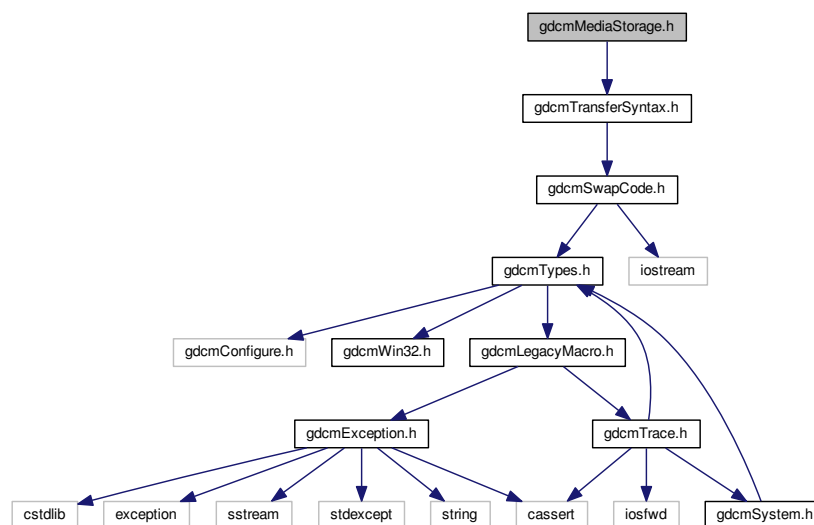 gdcmMediaStorage.h
gdcmTransferSyntax.h
gdcmSwapCode.h
gdcmTypes.h
iostream
gdcmConfigure.h
gdcmWin32.h
gdcmLegacyMacro.h
gdcmException.h
gdcmTrace.h
cstdlib
exception
sstream
stdexcept
string
cassert
iosfwd
gdcmSystem.h